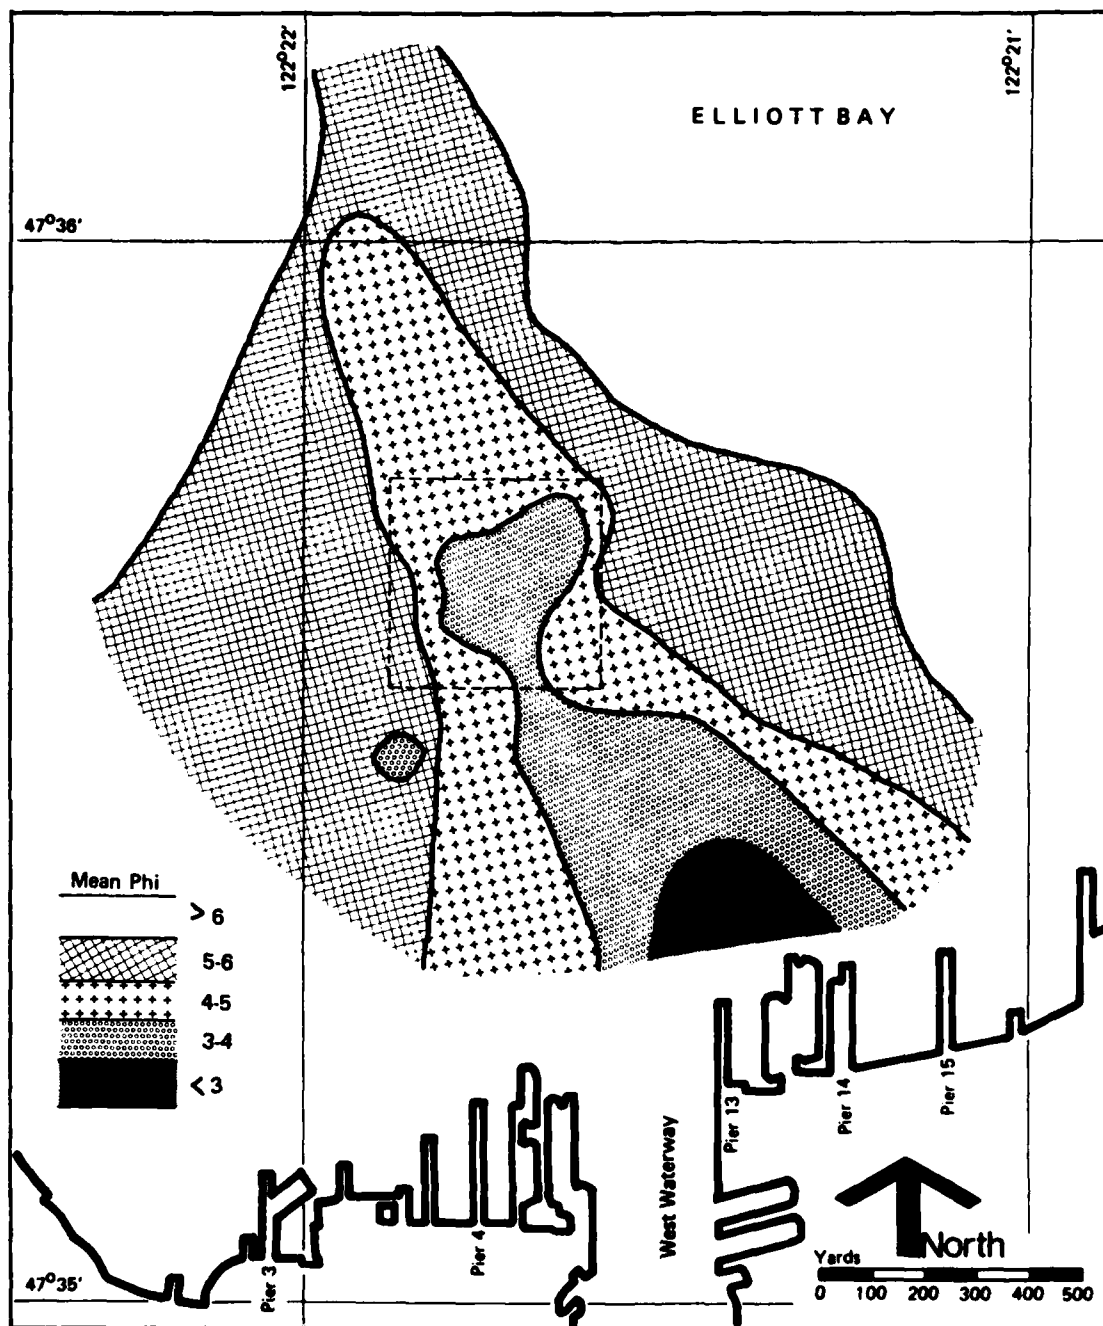 122°22'
122°21'
ELLIOTT BAY
47°36'
Mean Phi
> 6
5-6
4-5
3-4
< 3
Pier 13
Pier 14
Pier 15
West Waterway
Pier 4
Pier 3
North
Yards
0 100 200 300 400 500
47°35'